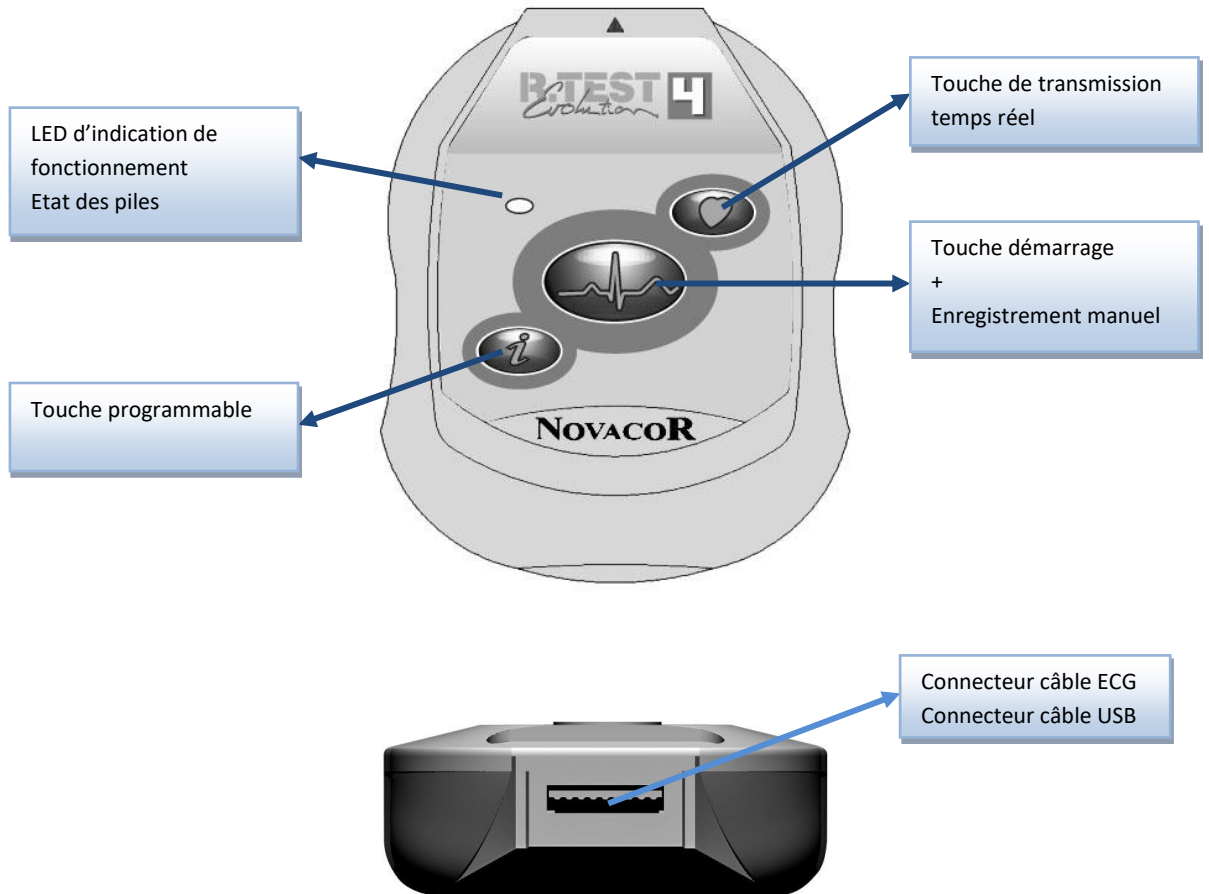 R.TEST 4
Evolution
LED d’indication de
fonctionnement
Etat des piles
Touche de transmission
temps réel
Touche démarrage
+
Enregistrement manuel
i
Touche programmable
NOVACOR
Connecteur câble ECG
Connecteur câble USB